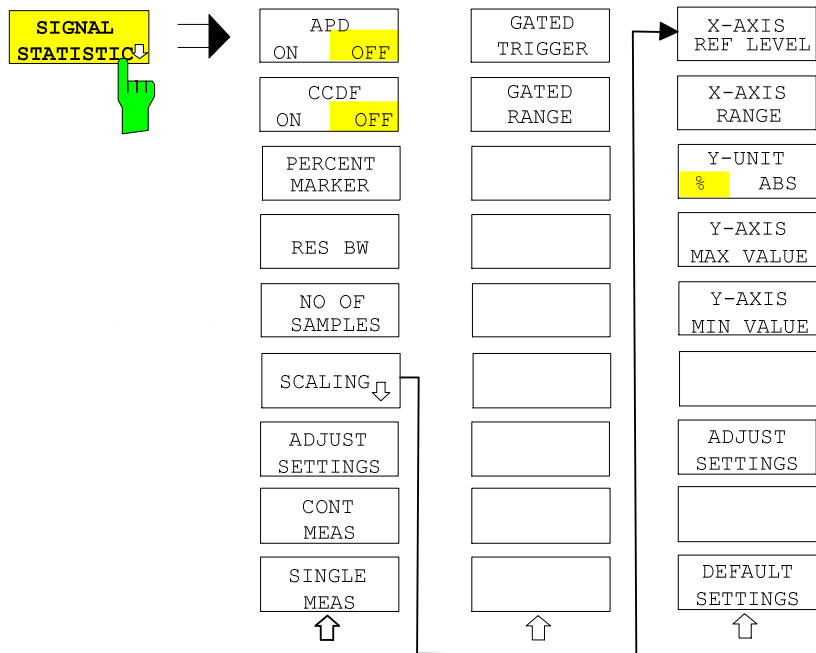 SIGNAL
STATISTIC
APD
ON OFF
CCDF
ON OFF
PERCENT
MARKER
RES BW
NO OF
SAMPLES
SCALING
ADJUST
SETTINGS
CONT
MEAS
SINGLE
MEAS
GATED
TRIGGER
GATED
RANGE
X-AXIS
REF LEVEL
X-AXIS
RANGE
Y-UNIT
% ABS
Y-AXIS
MAX VALUE
Y-AXIS
MIN VALUE
ADJUST
SETTINGS
DEFAULT
SETTINGS